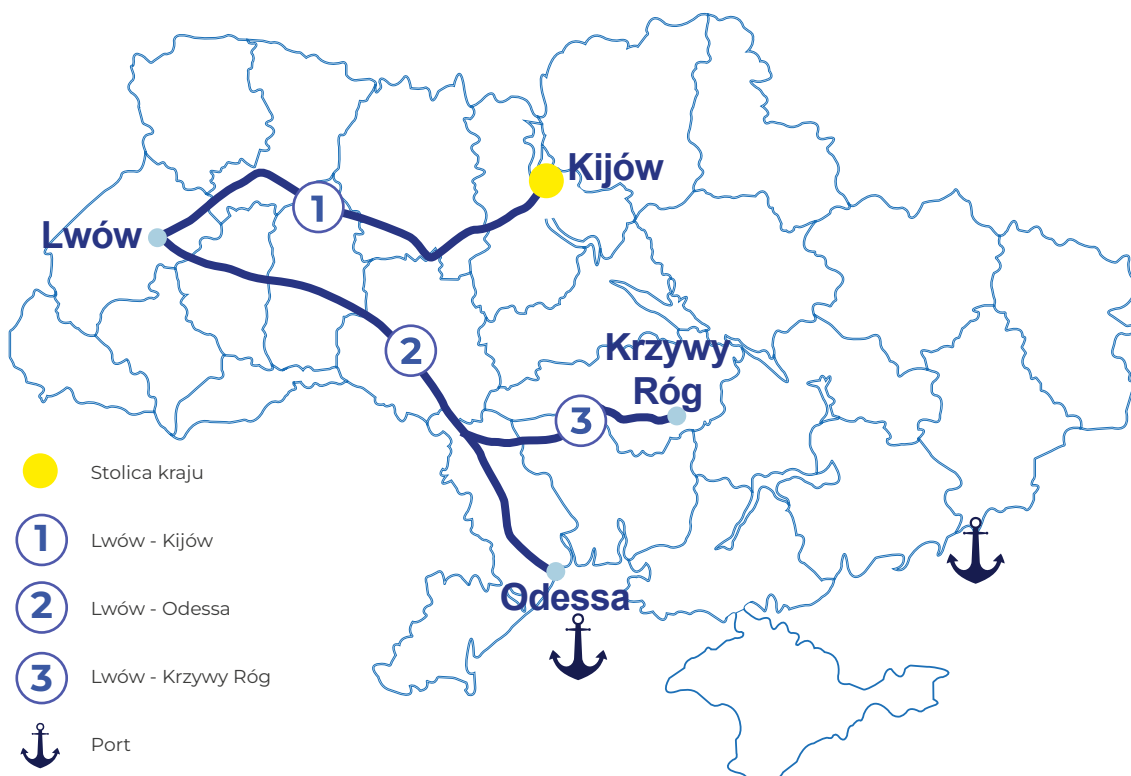 Kijów
1
Lwów
2
Krzywy
Róg
3
Odessa
Stolica kraju
1 Lwów - Kijów
2 Lwów - Odessa
3 Lwów - Krzywy Róg
Port